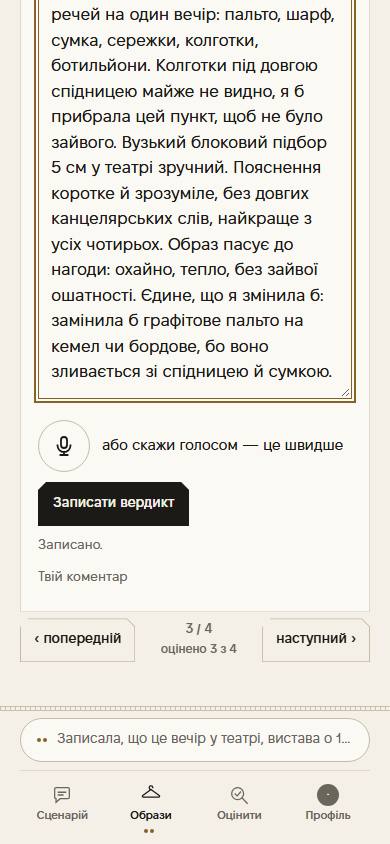 речей на один вечір: пальто, шарф,
сумка, сережки, колготки,
ботильйони. Колготки під довгою
спідницею майже не видно, я б
прибрала цей пункт, щоб не було
зайвого. Вузький блоковий підбор
5 см у театрі зручний. Пояснення
коротке й зрозуміле, без довгих
канцелярських слів, найкраще з
усіх чотирьох. Образ пасує до
нагоди: охайно, тепло, без зайвої
ошатності. Єдине, що я змінила б:
замінила б графітове пальто на
кемел чи бордове, бо воно
зливається зі спідницею й сумкою.
або скажи голосом — це швидше
Записати вердикт
Записано.
Твій коментар
‹ попередній
3 / 4
оцінено 3 з 4
наступний ›
Записала, що це вечір у театрі, вистава о 1...
Сценарій
Образи
Оцінити
Профіль